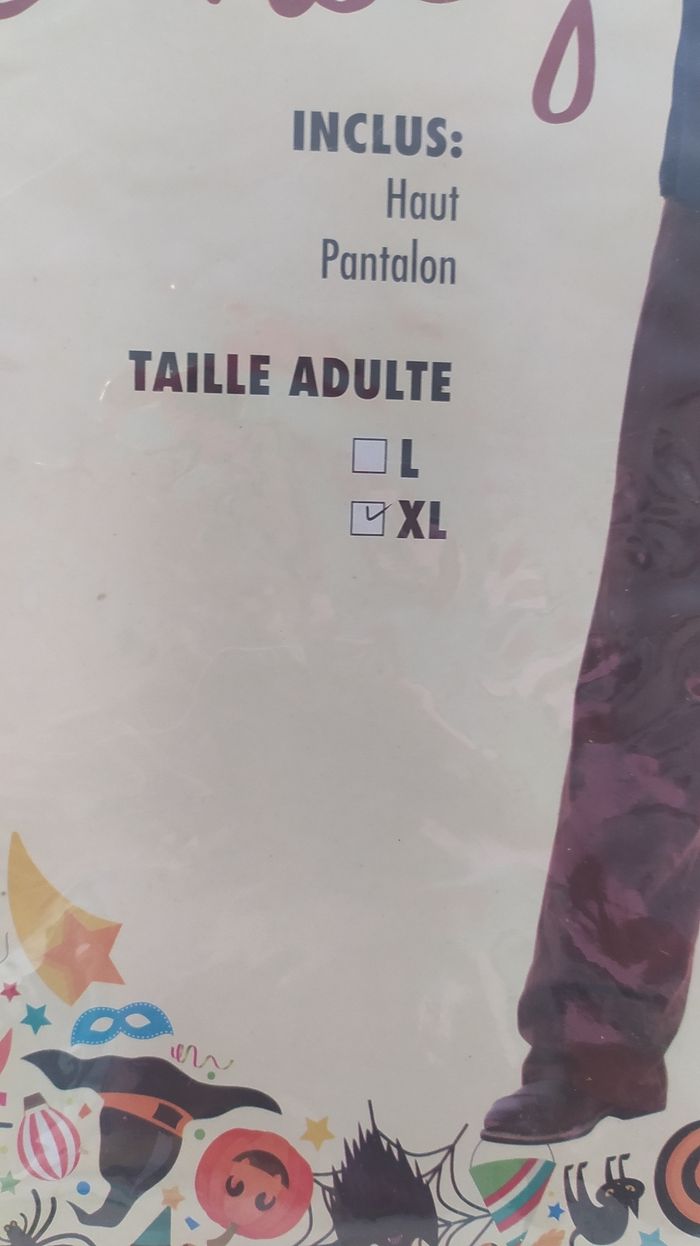 INCLUS:
Haut
Pantalon
TAILLE ADULTE
L
XL